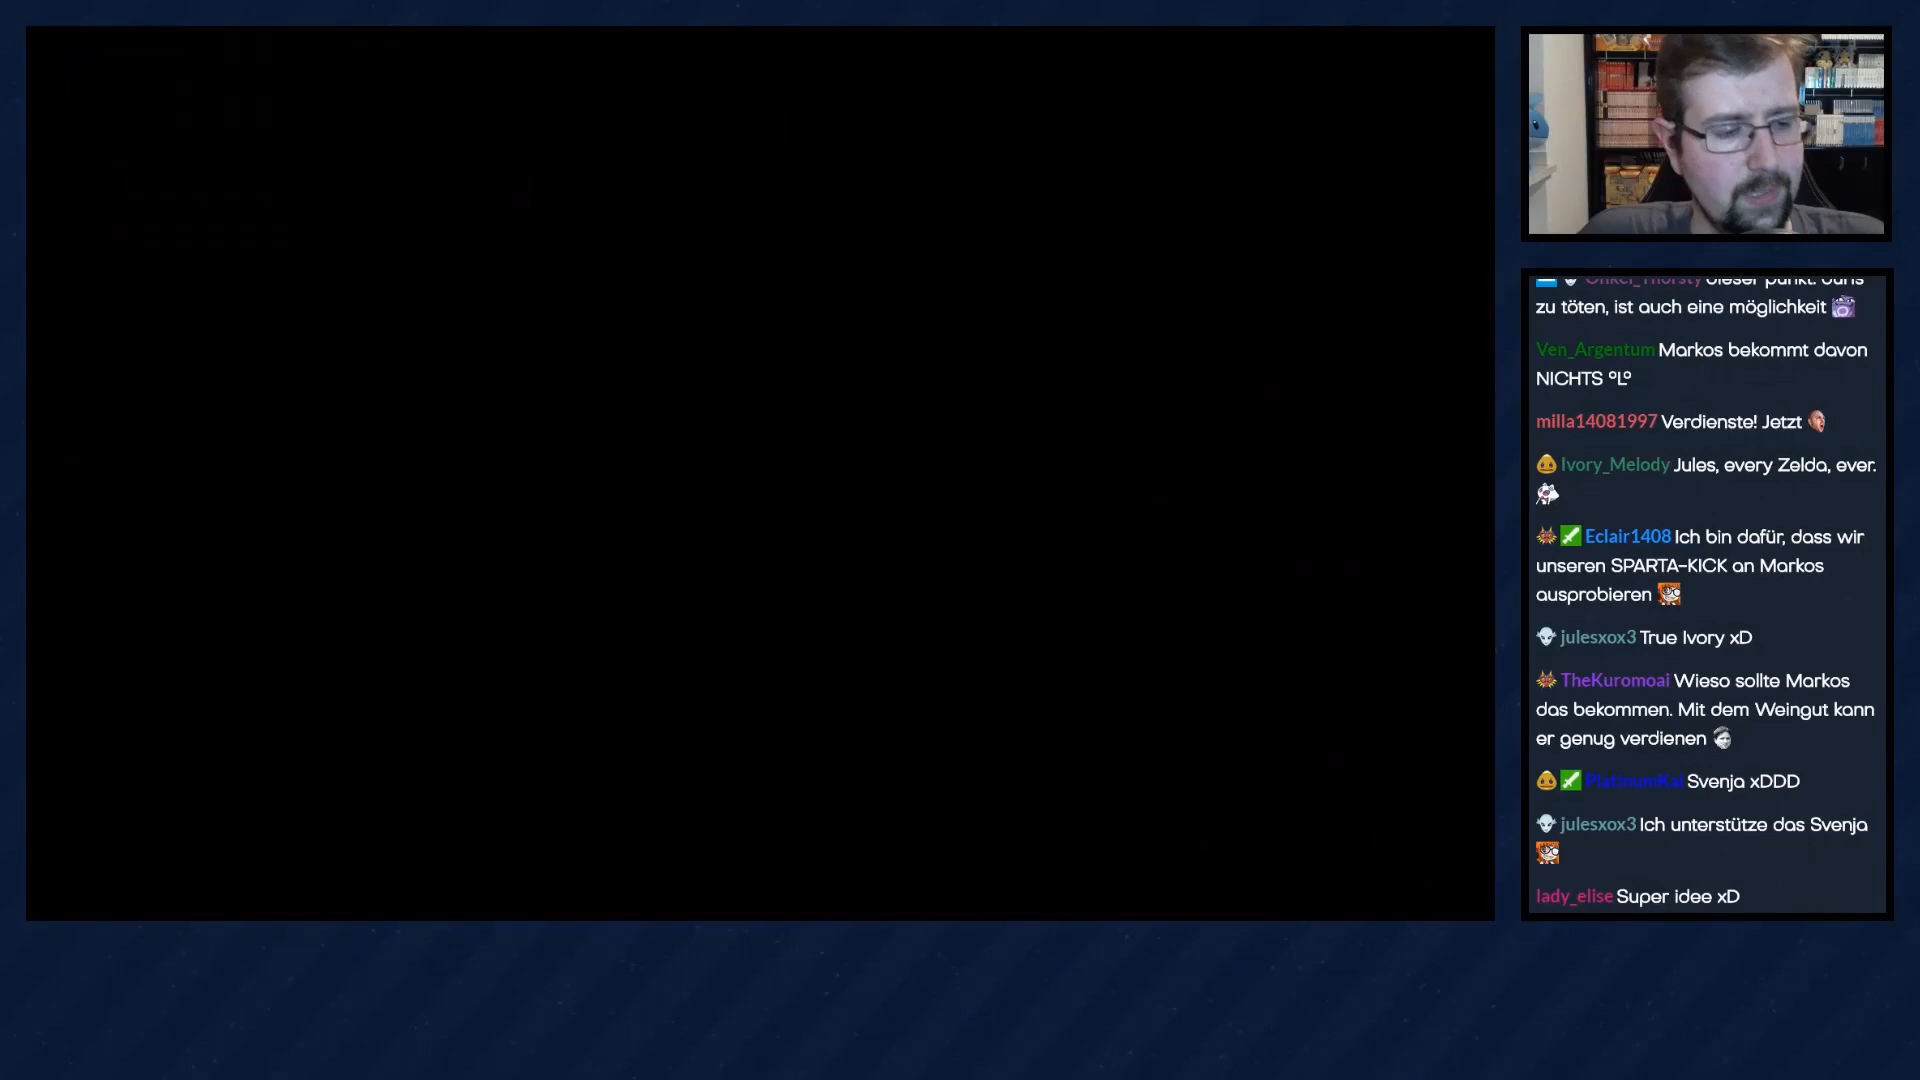 zu töten, ist auch eine möglichkeit
Ven_Argentum Markos bekommt davon
NICHTS °L°
milla14081997 Verdienste! Jetzt
Ivory_Melody Jules, every Zelda, ever.
Eclair1408 Ich bin dafür, dass wir
unseren SPARTA-KICK an Markos
ausprobieren
julesxox3 True Ivory xD
TheKuromoai Wieso sollte Markos
das bekommen. Mit dem Weingut kann
er genug verdienen
PlatinumKai Svenja xDDD
julesxox3 Ich unterstütze das Svenja
lady_elise Super idee xD